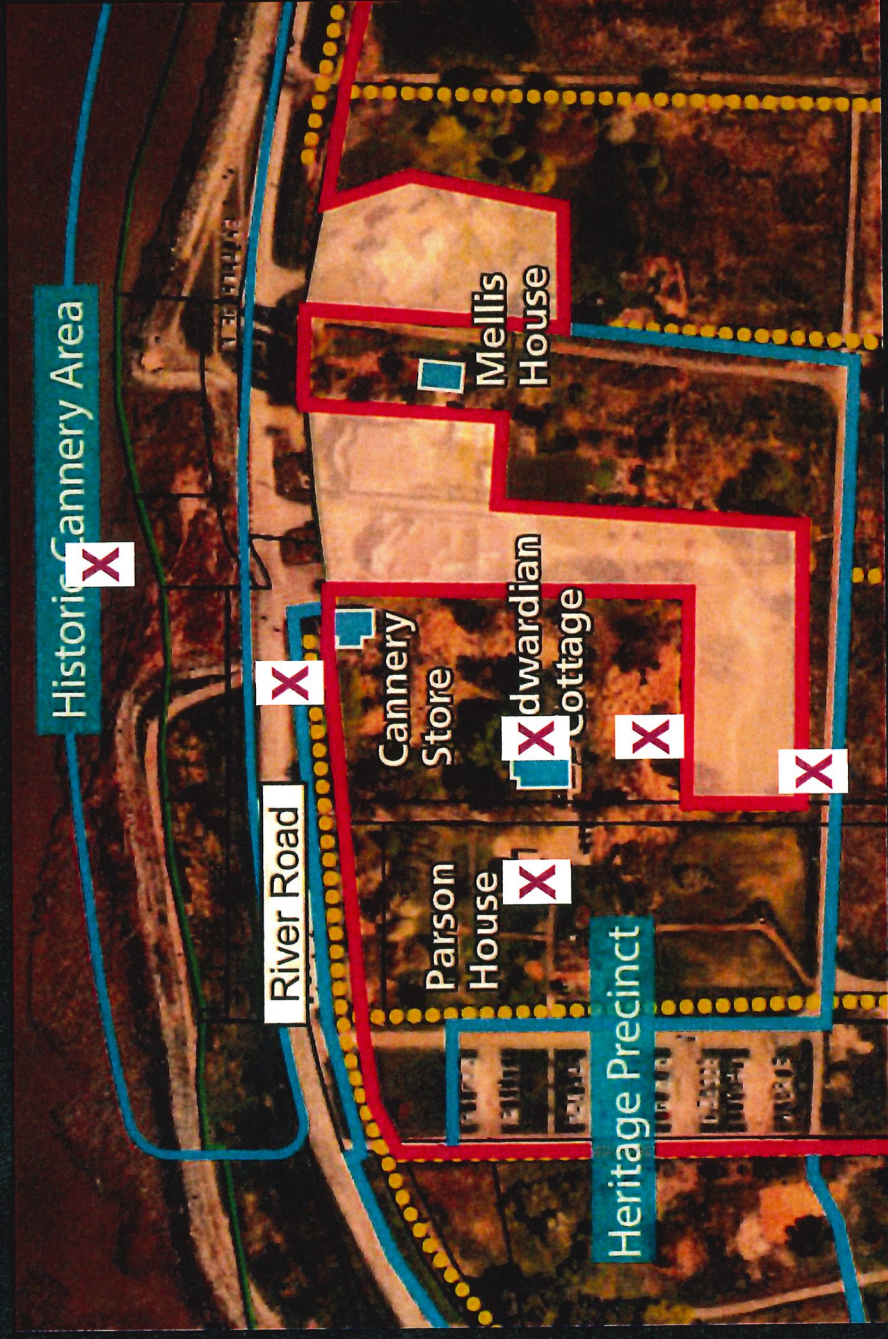 Historic Cannery Area
X
River Road
X
Cannery
Store
Parson
House
X
Mellis
House
X
dwardian
Cottage
Heritage Precinct
X
X